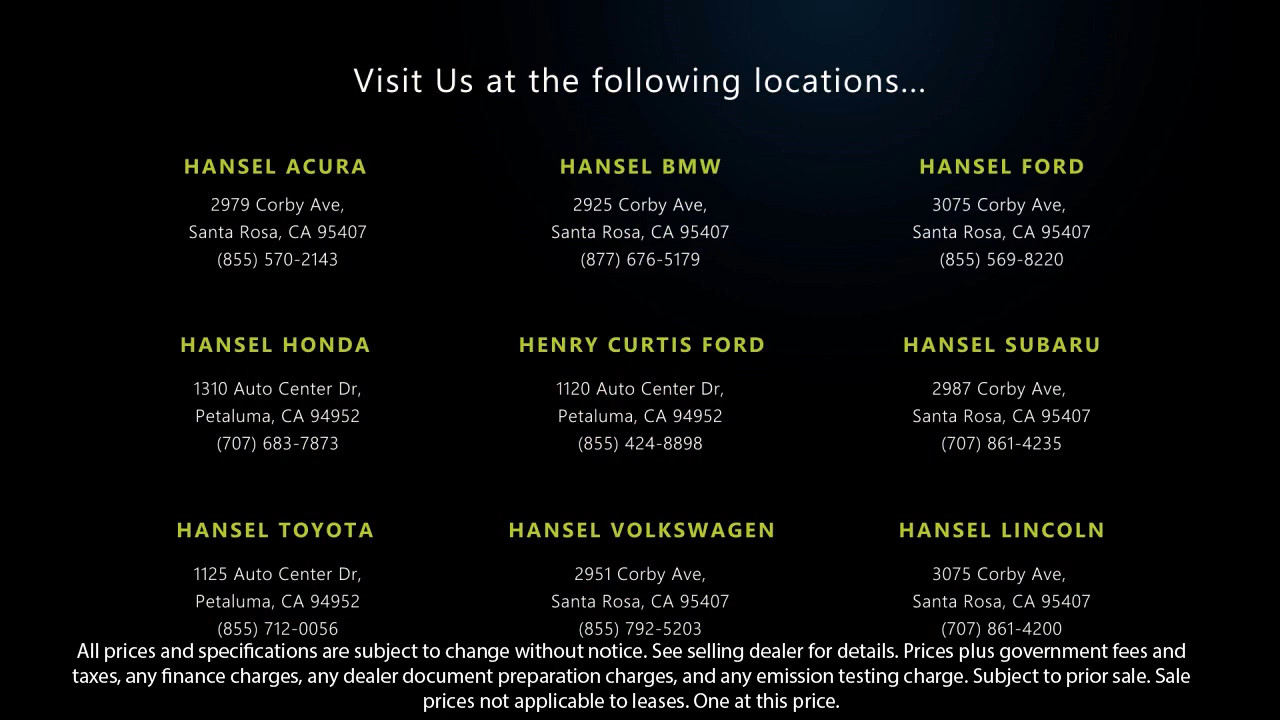 Visit Us at the following locations...
HANSEL ACURA
2979 Corby Ave,
Santa Rosa, CA 95407
(855) 570-2143
HANSEL BMW
2925 Corby Ave,
Santa Rosa, CA 95407
(877) 676-5179
HANSEL FORD
3075 Corby Ave,
Santa Rosa, CA 95407
(855) 569-8220
HANSEL HONDA
1310 Auto Center Dr,
Petaluma, CA 94952
(707) 683-7873
HENRY CURTIS FORD
1120 Auto Center Dr,
Petaluma, CA 94952
(855) 424-8898
HANSEL SUBARU
2987 Corby Ave,
Santa Rosa, CA 95407
(707) 861-4235
HANSEL TOYOTA
1125 Auto Center Dr,
Petaluma, CA 94952
(855) 712-0056
HANSEL VOLKSWAGEN
2951 Corby Ave,
Santa Rosa, CA 95407
(855) 792-5203
HANSEL LINCOLN
3075 Corby Ave,
Santa Rosa, CA 95407
(707) 861-4200
All prices and specifications are subject to change without notice. See selling dealer for details. Prices plus government fees and
taxes, any finance charges, any dealer document preparation charges, and any emission testing charge. Subject to prior sale. Sale
prices not applicable to leases. One at this price.